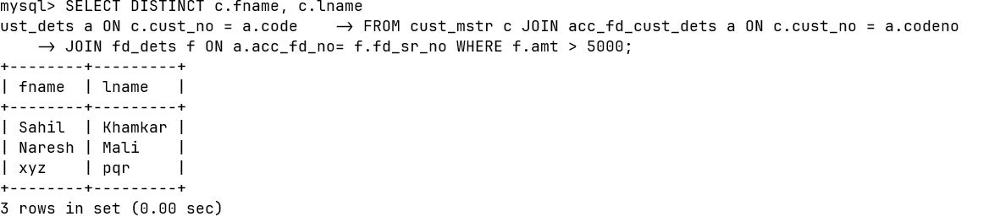 mysql> SELECT DISTINCT c.fname, c.lname
ust_dets a ON c.cust_no = a.code    -> FROM cust_mstr c JOIN acc_fd_cust_dets a ON c.cust_no = a.codeno
    -> JOIN fd_dets f ON a.acc_fd_no= f.fd_sr_no WHERE f.amt > 5000;
+--------+---------+
| fname  | lname   |
+--------+---------+
| Sahil  | Khamkar |
| Naresh | Mali    |
| xyz    | pqr     |
+--------+---------+
3 rows in set (0.00 sec)